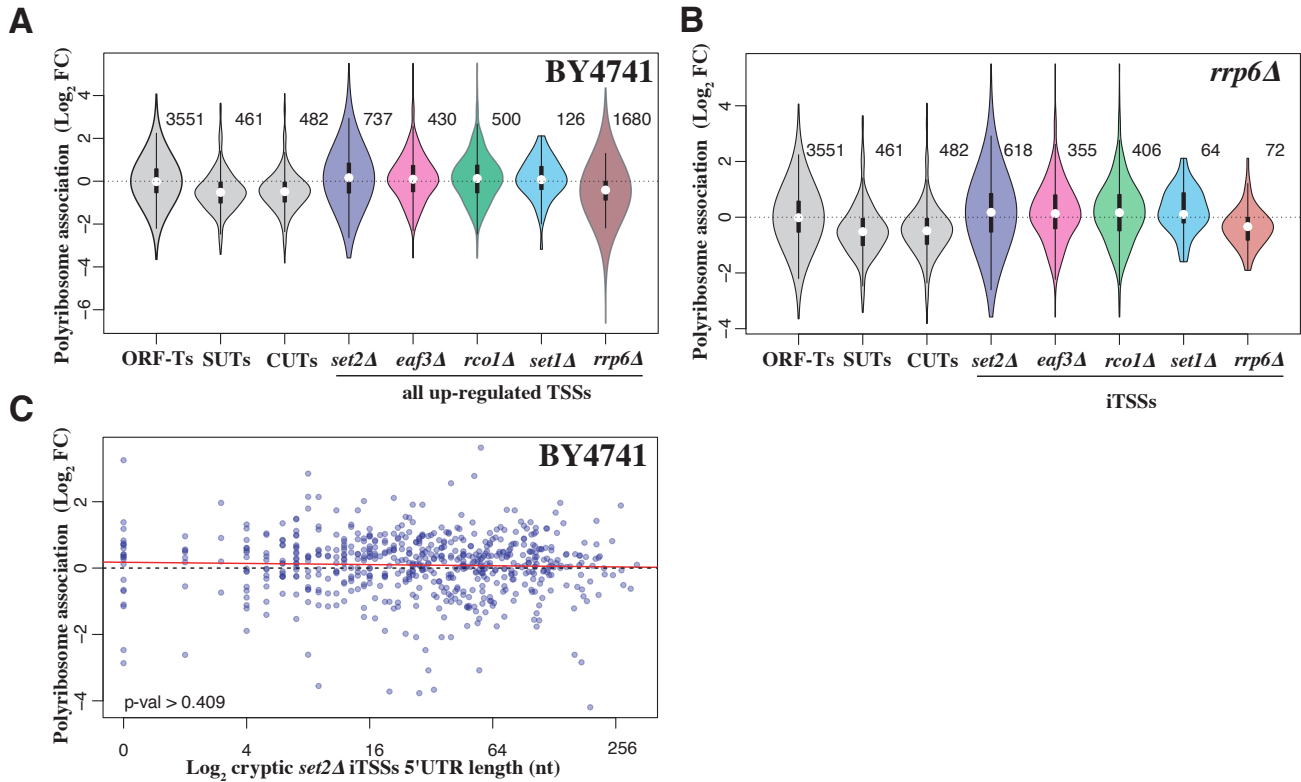 A
BY4741
Polyribosome association (Log2 FC)
4
2
0
−2
−4
−6
3551 461 482 737 430 500 126 1680
ORF-Ts SUTs CUTs set2Δ eaf3Δ rco1Δ set1Δ rrp6Δ
all up-regulated TSSs
B
rrp6Δ
Polyribosome association (Log2 FC)
4
2
0
−2
−4
3551 461 482 618 355 406 64 72
ORF-Ts SUTs CUTs set2Δ eaf3Δ rco1Δ set1Δ rrp6Δ
iTSSs
C
BY4741
Polyribosome association (Log2 FC)
2
0
−2
−4
p-val > 0.409
0 4 16 64 256
Log2 cryptic set2Δ iTSSs 5'UTR length (nt)